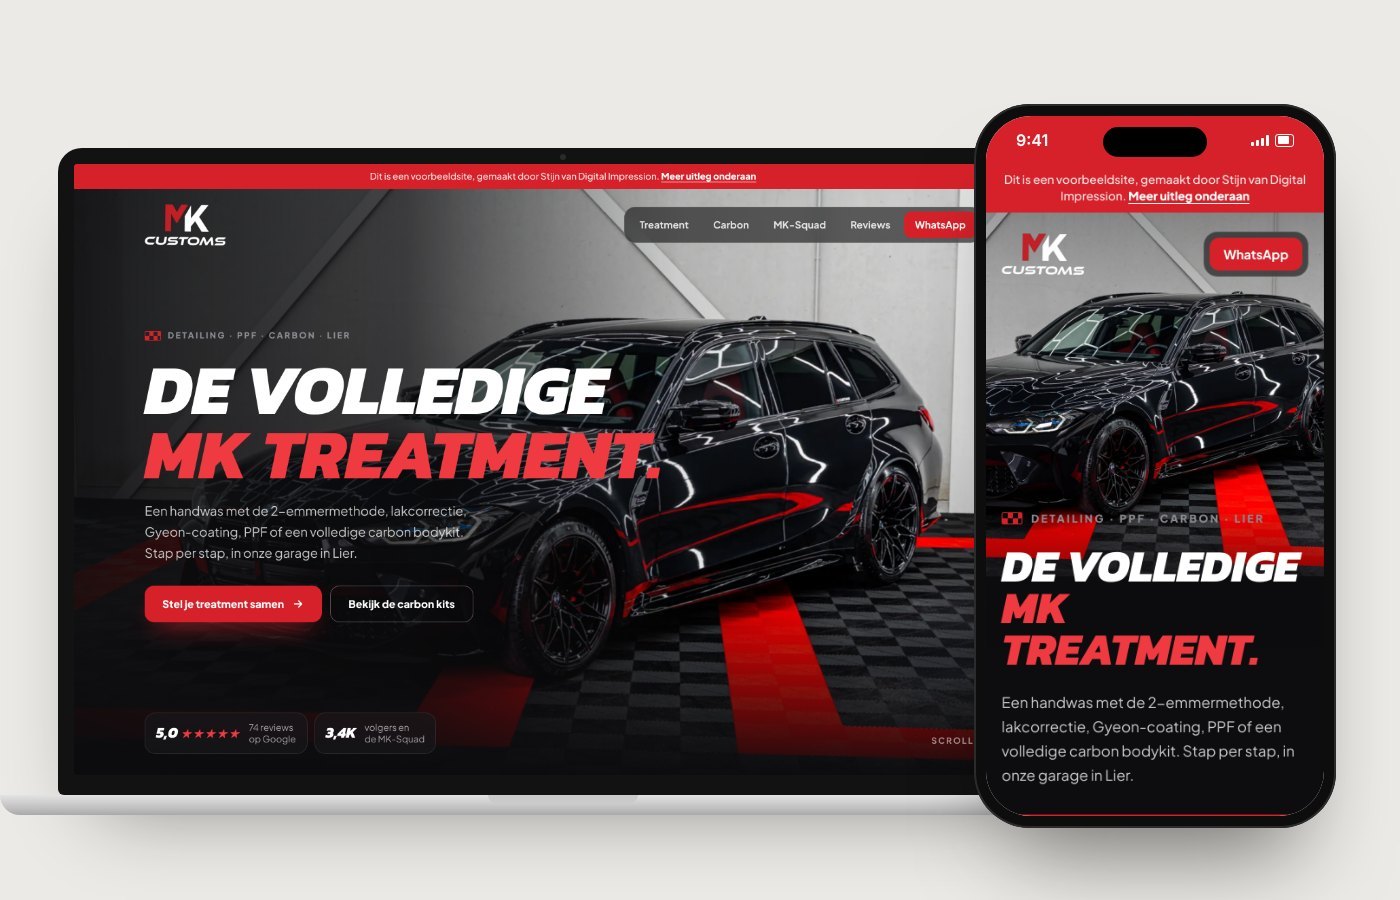 Dit is een voorbeeldsite, gemaakt door Stijn van Digital Impression. Meer uitleg onderaan
MK
CUSTOMS
Treatment
Carbon
MK-Squad
Reviews
WhatsApp
DETAILING · PPF · CARBON · LIER
DE VOLLEDIGE
MK TREATMENT.
Een handwas met de 2-emmermethode, lakcorrectie,
Gyeon-coating, PPF of een volledige carbon bodykit.
Stap per stap, in onze garage in Lier.
Stel je treatment samen →
Bekijk de carbon kits
5,0 ★★★★★
74 reviews
op Google
3,4K
volgers en
de MK-Squad
SCROLL
9:41
Dit is een voorbeeldsite, gemaakt door Stijn van Digital
Impression. Meer uitleg onderaan
MK
CUSTOMS
WhatsApp
DETAILING · PPF · CARBON · LIER
DE VOLLEDIGE
MK
TREATMENT.
Een handwas met de 2-emmermethode,
lakcorrectie, Gyeon-coating, PPF of een
volledige carbon bodykit. Stap per stap, in
onze garage in Lier.